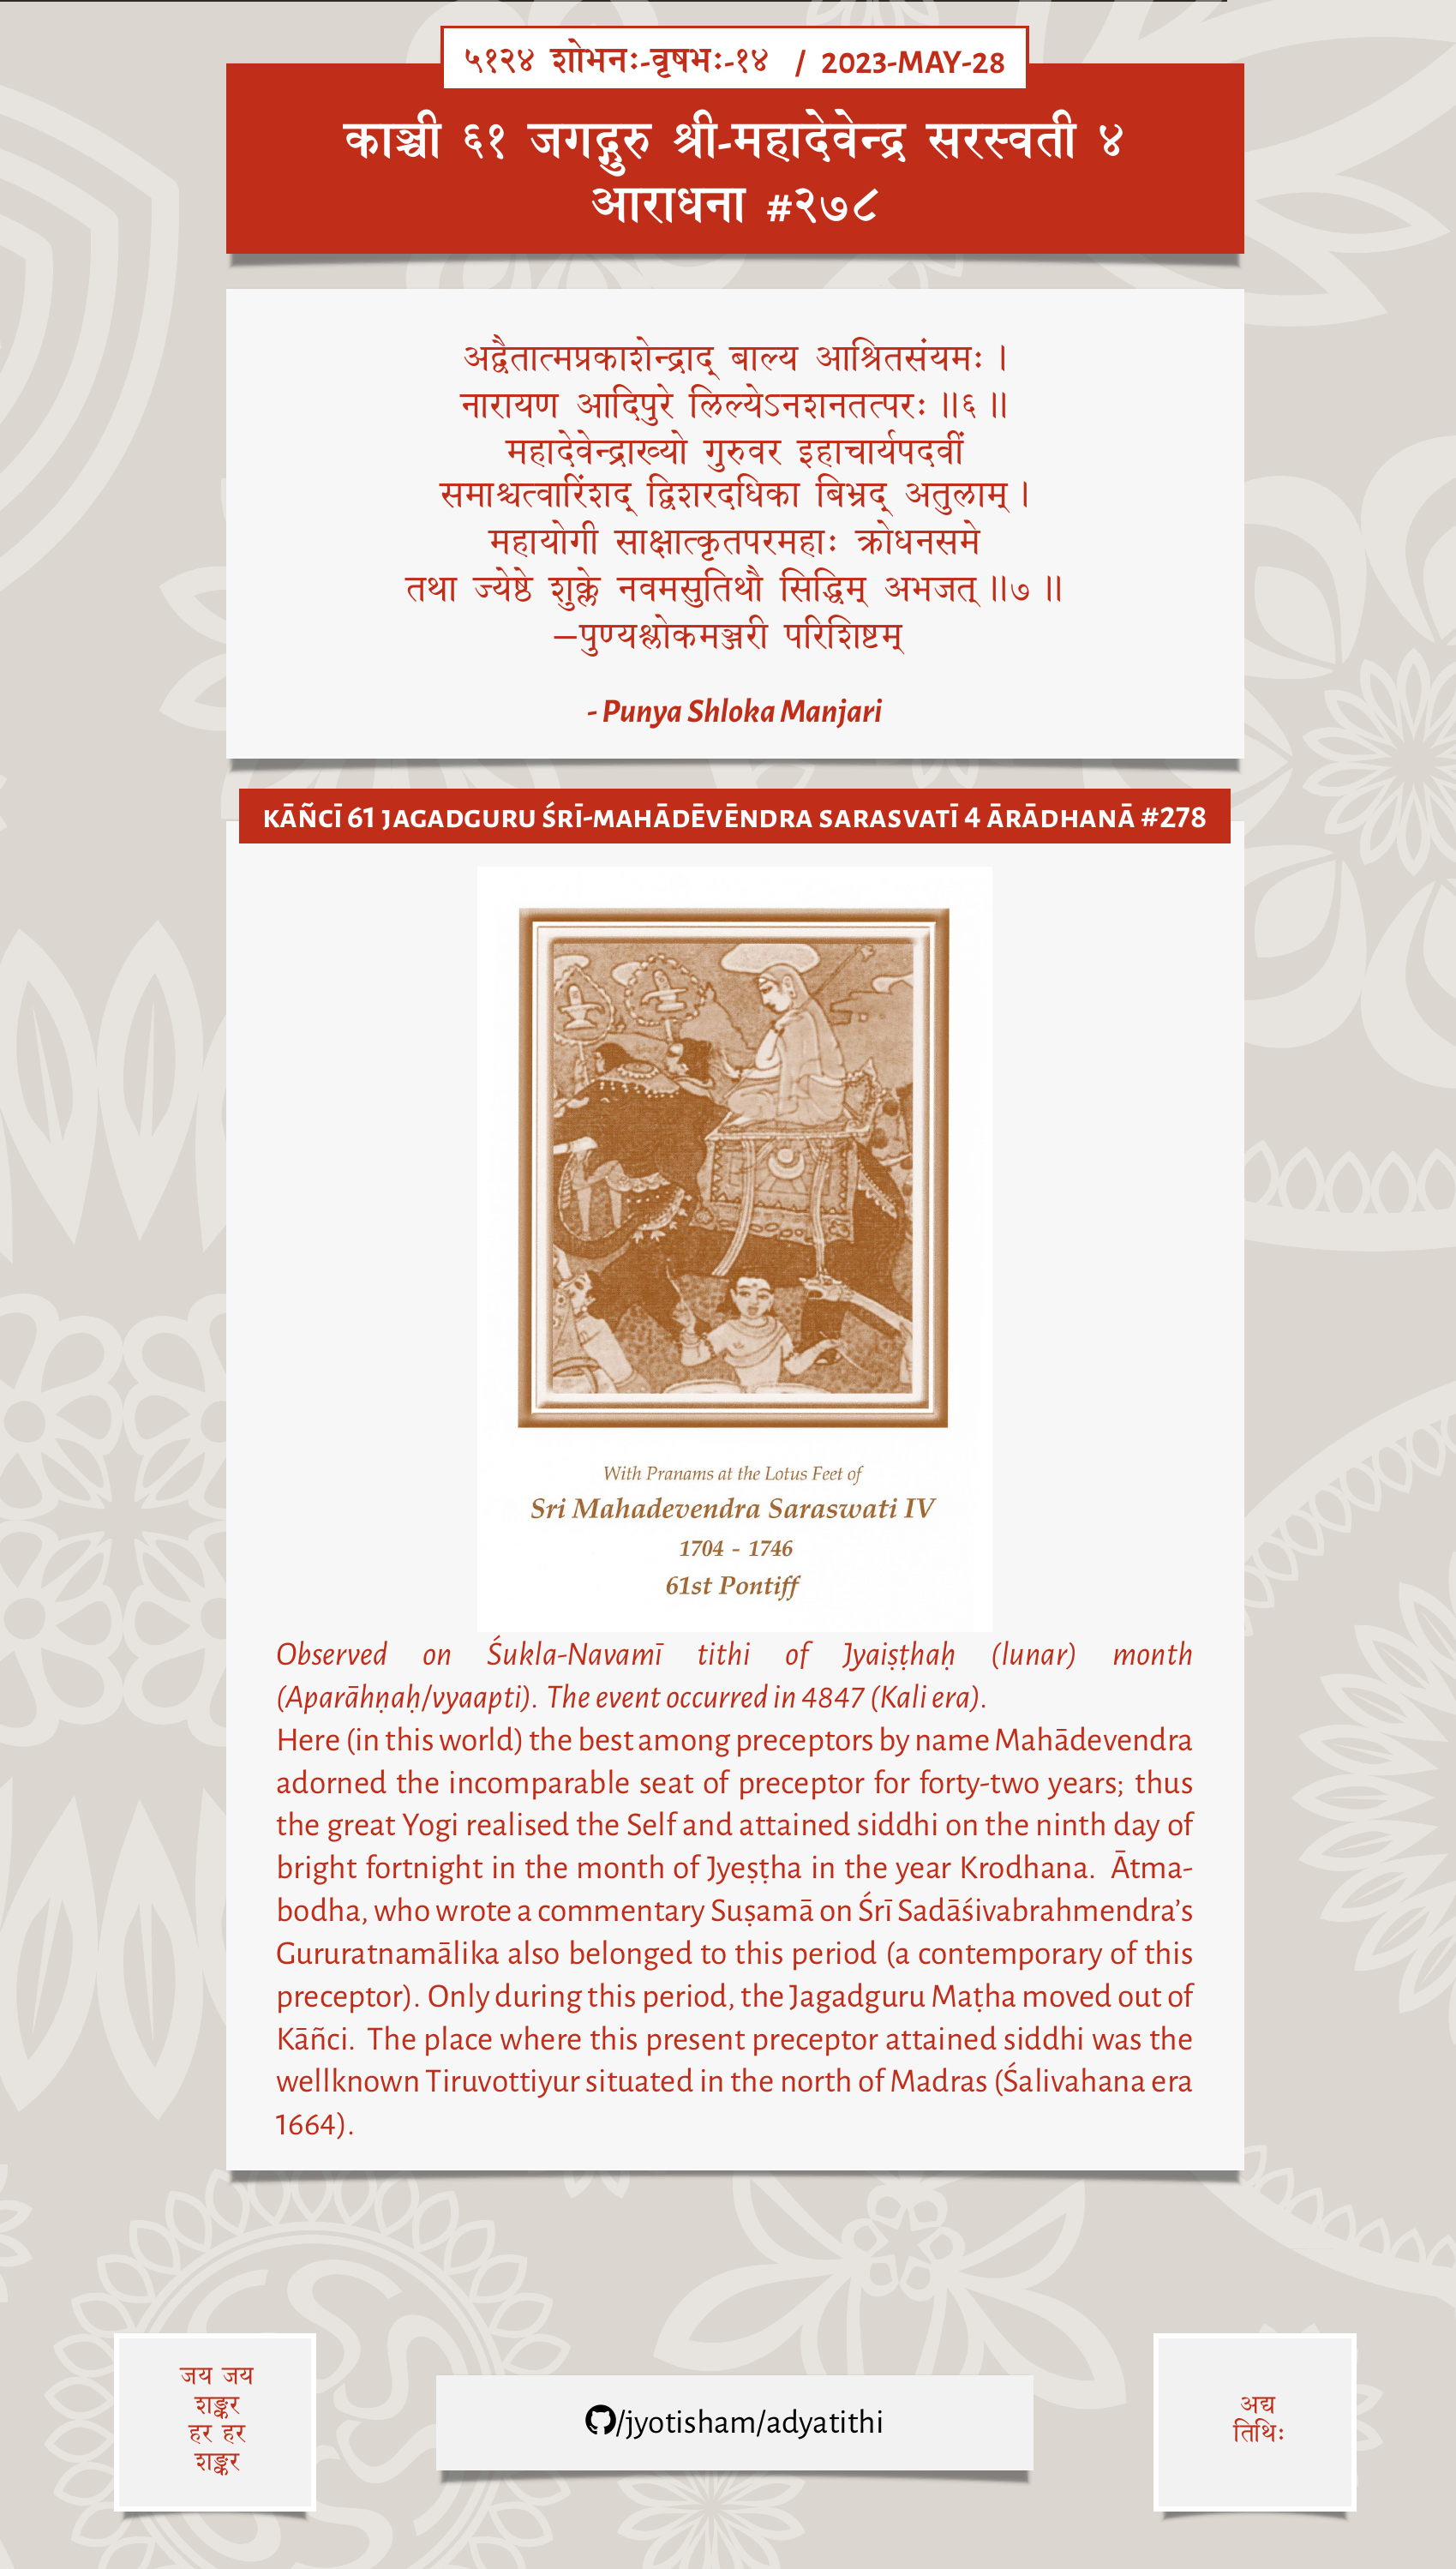 ५१२४ शोभनः-वृषभः-१४ / 2023-MAY-28
काञ्ची ६१ जगद्गुरु श्री-महादेवेन्द्र सरस्वती ४
आराधना #२७८
अद्वैतात्मप्रकाशेन्द्राद् बाल्य आश्रितसंयमः ।
नारायण आदिपुरे लिल्येऽनशनतत्परः ॥६॥
महादेवेन्द्राख्यो गुरुवर इहाचार्यपदवीं
समाश्चत्वारिंशद् द्विशरदधिका बिभ्रद् अतुलाम् ।
महायोगी साक्षात्कृतपरमहाः क्रोधनसमे
तथा ज्येष्ठे शुक्ले नवमसुतिथौ सिद्धिम् अभजत् ॥७॥
—पुण्यश्लोकमञ्जरी परिशिष्टम्
- Punya Shloka Manjari
KĀÑCĪ 61 JAGADGURU ŚRĪ-MAHĀDĒVĒNDRA SARASVATĪ 4 ĀRĀDHANĀ #278
With Pranams at the Lotus Feet of
Sri Mahadevendra Saraswati IV
1704 - 1746
61st Pontiff
Observed on Śukla-Navamī tithi of Jyaiṣṭhaḥ (lunar) month
(Aparāhṇaḥ/vyaapti). The event occurred in 4847 (Kali era).
Here (in this world) the best among preceptors by name Mahādevendra
adorned the incomparable seat of preceptor for forty-two years; thus
the great Yogi realised the Self and attained siddhi on the ninth day of
bright fortnight in the month of Jyeṣṭha in the year Krodhana. Ātma-
bodha, who wrote a commentary Suṣamā on Śrī Sadāśivabrahmendra's
Gururatnamālika also belonged to this period (a contemporary of this
preceptor). Only during this period, the Jagadguru Maṭha moved out of
Kāñci. The place where this present preceptor attained siddhi was the
wellknown Tiruvottiyur situated in the north of Madras (Śalivahana era
1664).
जय जय
शङ्कर
हर हर
शङ्कर
/jyotisham/adyatithi
अद्य
तिथिः